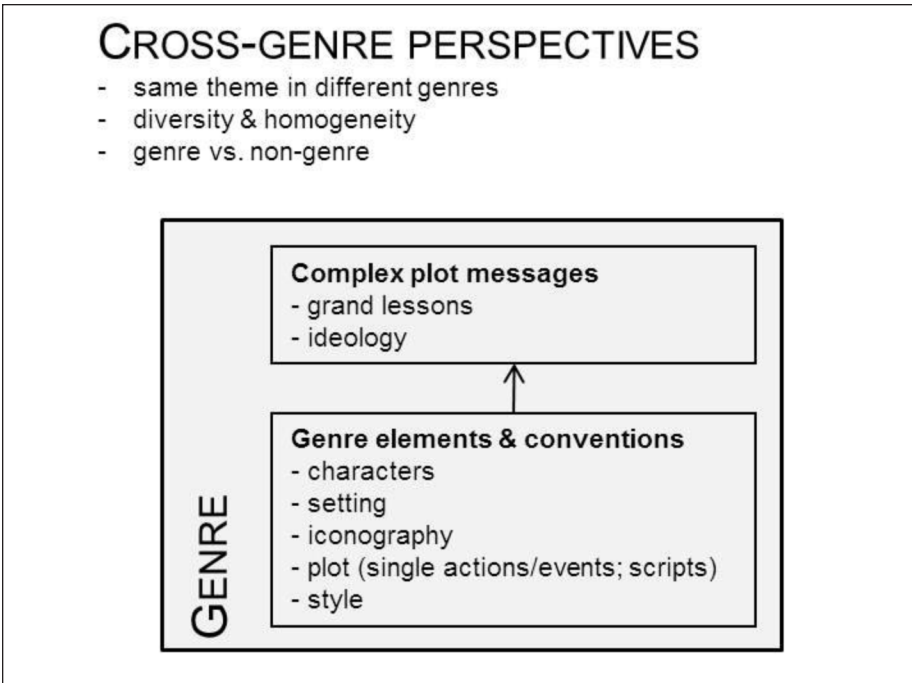 CROSS-GENRE PERSPECTIVES
- same theme in different genres
- diversity & homogeneity
- genre vs. non-genre
GENRE
Complex plot messages
- grand lessons
- ideology
Genre elements & conventions
- characters
- setting
- iconography
- plot (single actions/events; scripts)
- style